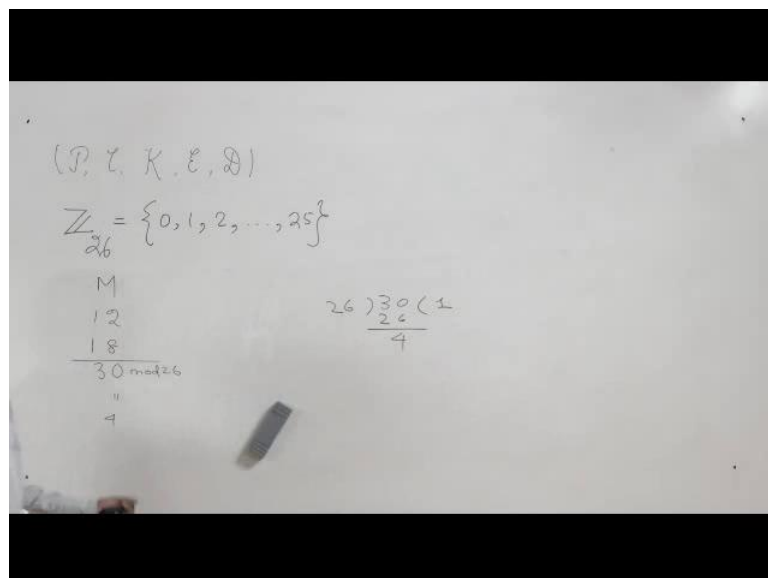 (P, C, K, E, D)
ℤ₂₆ = {0, 1, 2, ..., 25}
M
12
18
30 mod 26
"
4
26 ) 30 ( 1
26
4